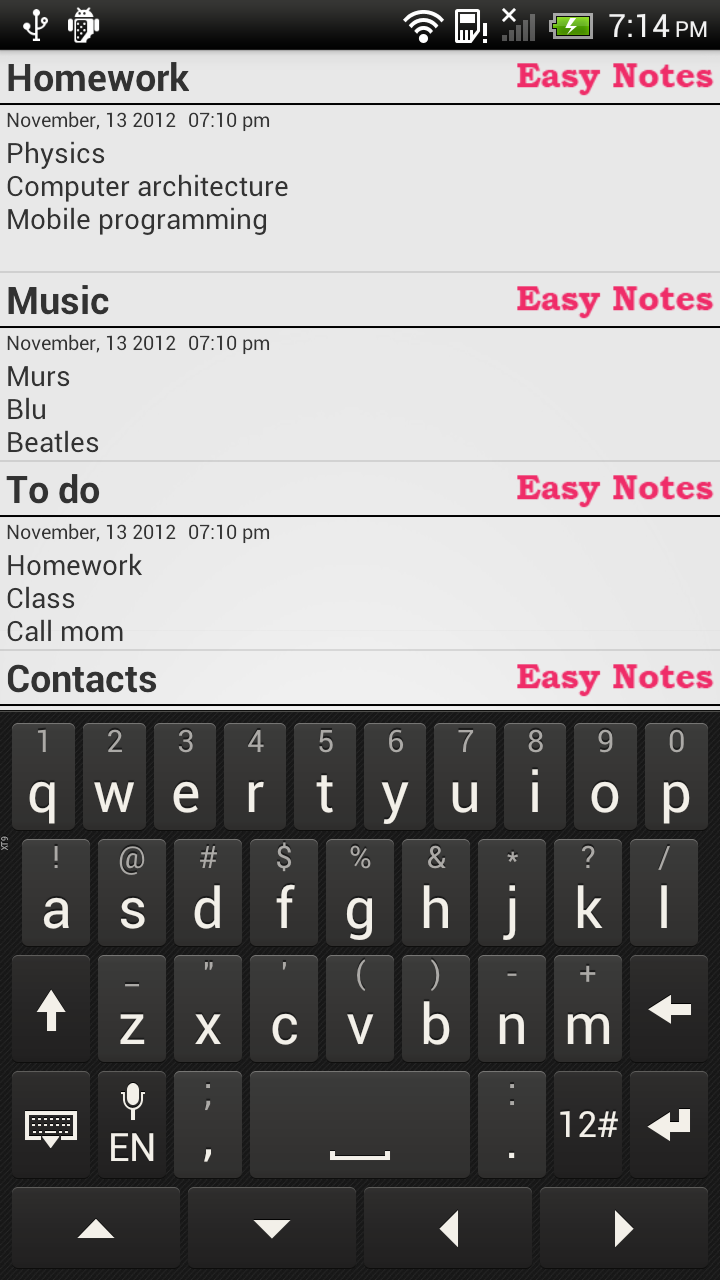 7:14 PM
Homework Easy Notes
November, 13 2012 07:10 pm
Physics
Computer architecture
Mobile programming
Music Easy Notes
November, 13 2012 07:10 pm
Murs
Blu
Beatles
To do Easy Notes
November, 13 2012 07:10 pm
Homework
Class
Call mom
Contacts Easy Notes
1 2 3 4 5 6 7 8 9 0
q w e r t y u i o p
XT9
! @ # $ % & * ? /
a s d f g h j k l
_ " ' ( ) - +
z x c v b n m
; :
EN , . 12#